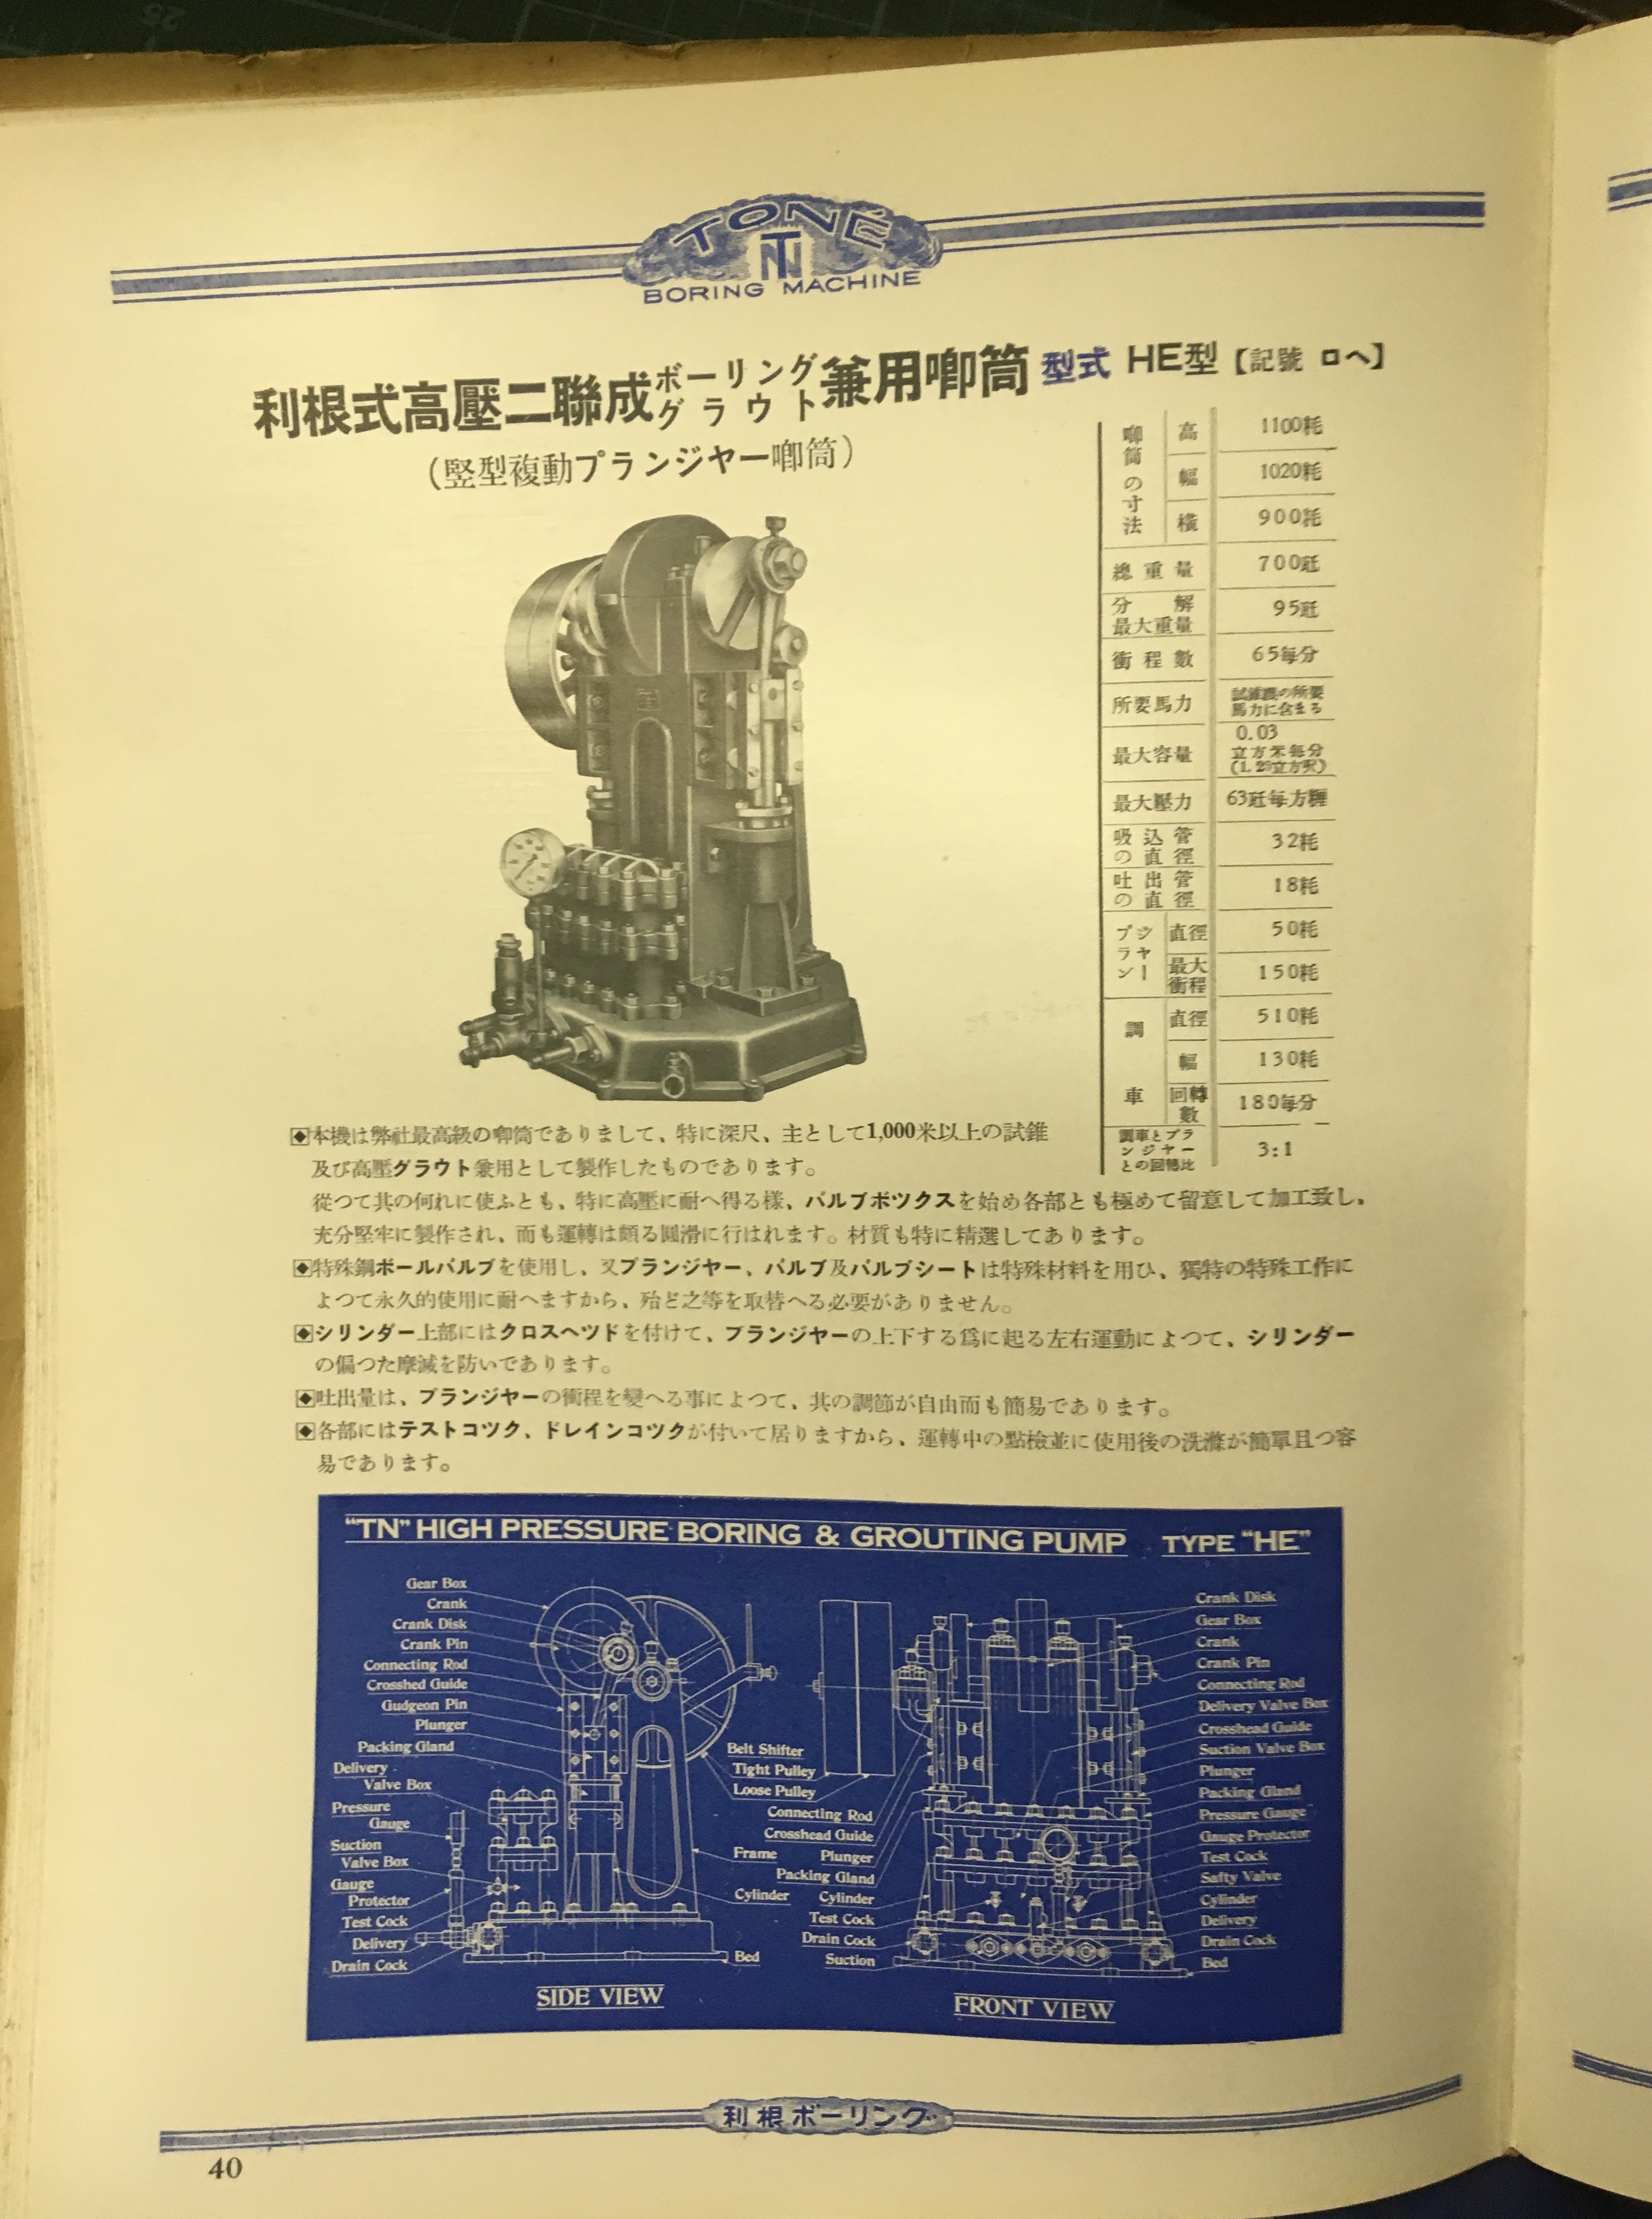 TONÉ
TN
BORING MACHINE
利根式高壓二聯成ボーリンググラウト兼用喞筒 型式 HE型【記號 ロヘ】
（竪型複動プランジヤー喞筒）
喞筒の寸法 高 1100粍
幅 1020粍
横 900粍
總重量 700瓩
分解最大重量 95瓩
衝程數 65每分
所要馬力 試錐機の所要馬力に含まる
最大容量 0.03立方米每分(1.25立方呎)
最大壓力 63瓩每方糎
吸込管の直徑 32粍
吐出管の直徑 18粍
プランジヤー 直徑 50粍
最大衝程 150粍
調車 直徑 510粍
幅 130粍
回轉數 180每分
調車とプランジヤーとの回轉比 3:1
本機は弊社最高級の喞筒でありまして、特に深尺、主として1,000米以上の試錐
及び高壓グラウト兼用として製作したものであります。
從つて其の何れに使ふとも、特に高壓に耐へ得る樣、バルブボツクスを始め各部とも極めて留意して加工致し、
充分堅牢に製作され、而も運轉は頗る圓滑に行はれます。材質も特に精選してあります。
特殊鋼ボールバルブを使用し、又プランジヤー、バルブ及バルブシートは特殊材料を用ひ、獨特の特殊工作に
よつて永久的使用に耐へますから、殆ど之等を取替へる必要がありません。
シリンダー上部にはクロスヘツドを付けて、プランジヤーの上下する爲に起る左右運動によつて、シリンダー
の偏つた摩滅を防いであります。
吐出量は、プランジヤーの衝程を變へる事によつて、其の調節が自由而も簡易であります。
各部にはテストコツク、ドレインコツクが付いて居りますから、運轉中の點檢並に使用後の洗滌が簡單且つ容
易であります。
“TN” HIGH PRESSURE BORING & GROUTING PUMP TYPE “HE”
Gear Box
Crank
Crank Disk
Crank Pin
Connecting Rod
Crosshed Guide
Gudgeon Pin
Plunger
Packing Gland
Delivery
Valve Box
Pressure
Gauge
Suction
Valve Box
Gauge
Protector
Test Cock
Delivery
Drain Cock
Belt Shifter
Tight Pulley
Loose Pulley
Connecting Rod
Crosshead Guide
Frame
Plunger
Packing Gland
Cylinder
Cylinder
Test Cock
Drain Cock
Bed
Suction
Crank Disk
Gear Box
Crank
Crank Pin
Connecting Rod
Delivery Valve Box
Crosshead Guide
Suction Valve Box
Plunger
Packing Gland
Pressure Gauge
Gauge Protector
Test Cock
Safty Valve
Cylinder
Delivery
Drain Cock
Bed
SIDE VIEW
FRONT VIEW
利根ボーリング
40